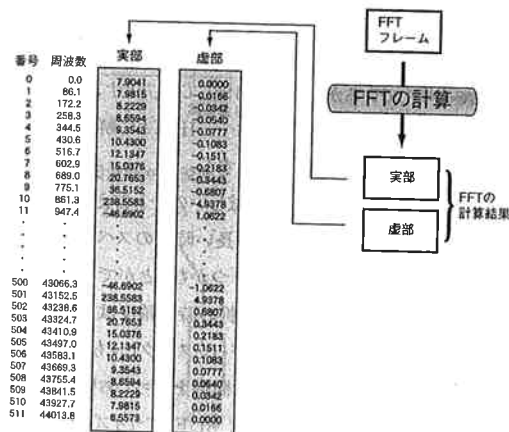 番号 周波数 実部 虚部
0 0.0 7.9041 0.0000
1 86.1 7.9815 -0.0166
2 172.2 8.2229 -0.0342
3 258.3 8.6594 -0.0540
4 344.5 9.3543 -0.0777
5 430.6 10.4300 -0.1083
6 516.7 12.1347 -0.1511
7 602.9 15.0376 -0.2183
8 689.0 20.7653 -0.3443
9 775.1 36.5152 -0.6807
10 861.3 238.5583 -4.9378
11 947.4 -46.6902 1.0622
500 43066.3 -46.6902 -1.0622
501 43152.5 238.5583 4.9378
502 43238.6 36.5152 0.6807
503 43324.7 20.7653 0.3443
504 43410.9 15.0376 0.2183
505 43497.0 12.1347 0.1511
506 43583.1 10.4300 0.1083
507 43669.3 9.3543 0.0777
508 43755.4 8.6594 0.0540
509 43841.5 8.2229 0.0342
510 43927.7 7.9815 0.0166
511 44013.8 0.0000
FFT
フレーム
FFTの計算
実部
虚部
FFTの
計算結果